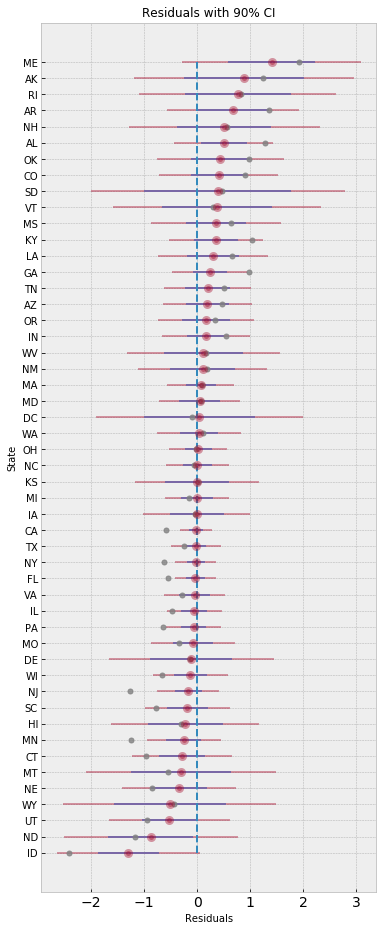 Residuals with 90% CI
State
ME
AK
RI
AR
NH
AL
OK
CO
SD
VT
MS
KY
LA
GA
TN
AZ
OR
IN
WV
NM
MA
MD
DC
WA
OH
NC
KS
MI
IA
CA
TX
NY
FL
VA
IL
PA
MO
DE
WI
NJ
SC
HI
MN
CT
MT
NE
WY
UT
ND
ID
−2 −1 0 1 2 3
Residuals